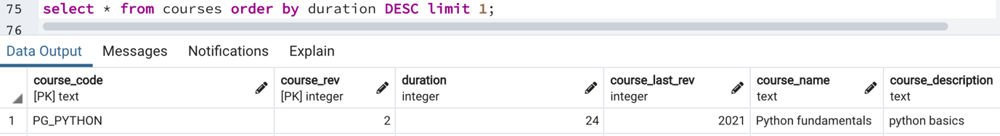 75 select * from courses order by duration DESC limit 1;
76
Data Output Messages Notifications Explain
course_code course_rev duration course_last_rev course_name course_description
[PK] text [PK] integer integer integer text text
1 PG_PYTHON 2 24 2021 Python fundamentals python basics